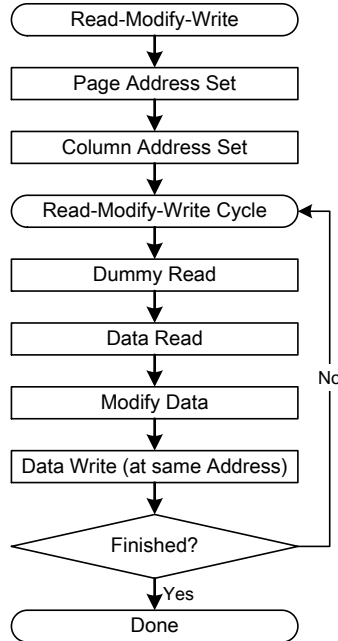 Read-Modify-Write
Page Address Set
Column Address Set
Read-Modify-Write Cycle
Dummy Read
Data Read
No
Modify Data
Data Write (at same Address)
Finished?
Yes
Done